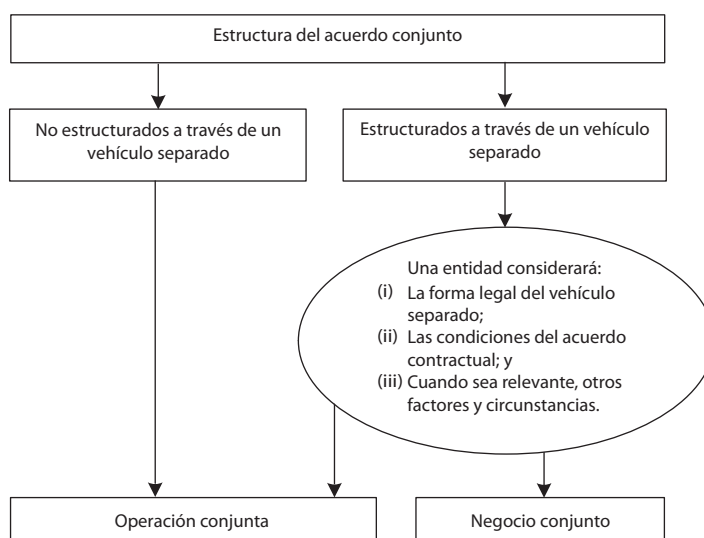 Estructura del acuerdo conjunto
No estructurados a través de un
vehículo separado
Estructurados a través de un vehículo
separado
Una entidad considerará:
(i) La forma legal del vehículo
separado;
(ii) Las condiciones del acuerdo
contractual; y
(iii) Cuando sea relevante, otros
factores y circunstancias.
Operación conjunta
Negocio conjunto